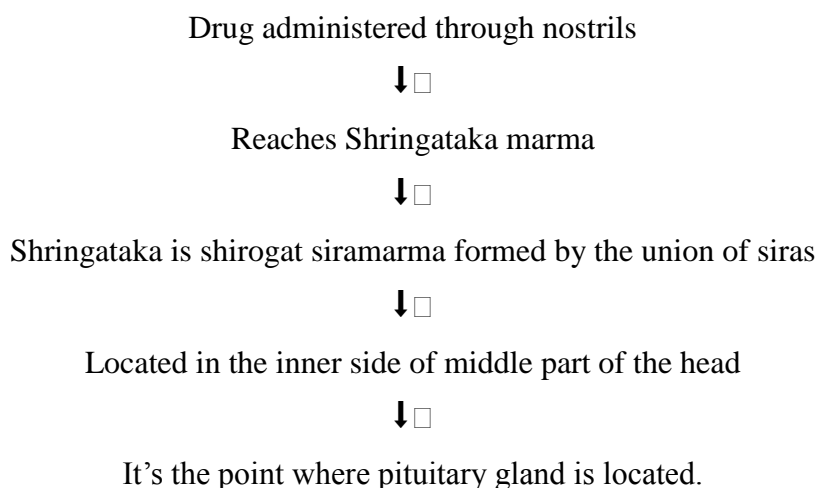 Drug administered through nostrils
⬇□
Reaches Shringataka marma
⬇□
Shringataka is shirogat siramarma formed by the union of siras
⬇□
Located in the inner side of middle part of the head
⬇□
It’s the point where pituitary gland is located.